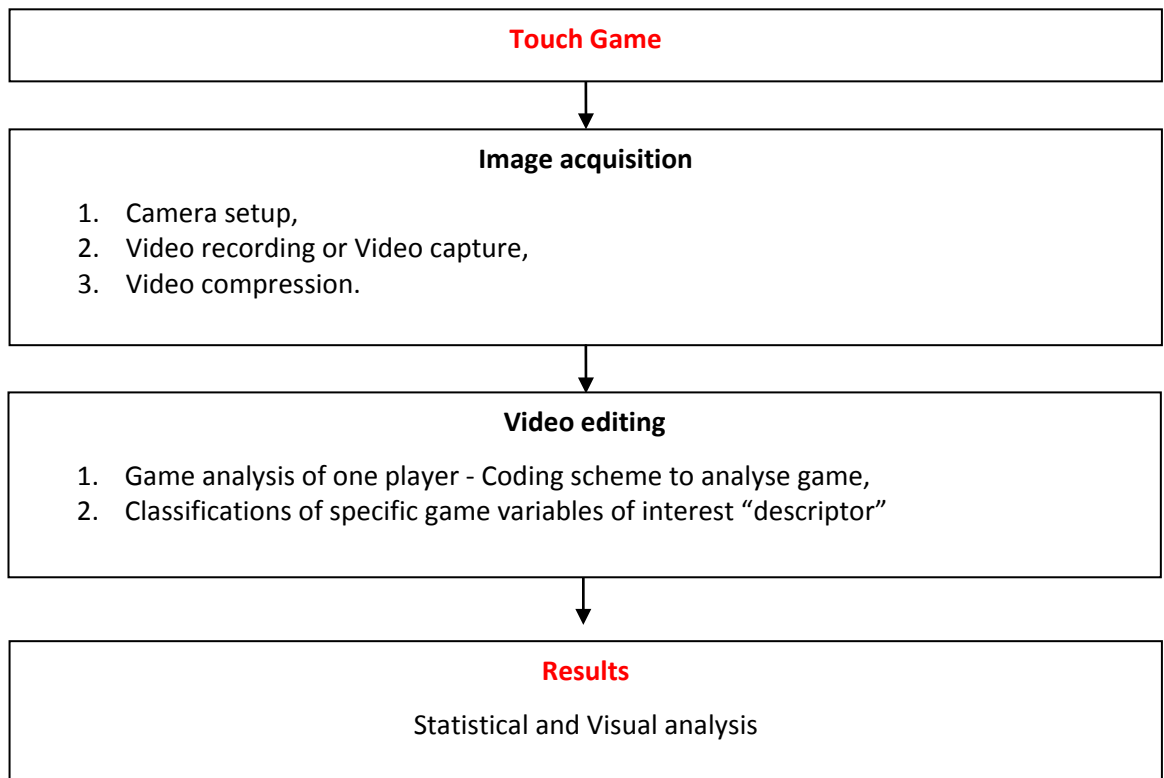 Touch Game
Image acquisition
1. Camera setup,
2. Video recording or Video capture,
3. Video compression.
Video editing
1. Game analysis of one player - Coding scheme to analyse game,
2. Classifications of specific game variables of interest “descriptor”
Results
Statistical and Visual analysis